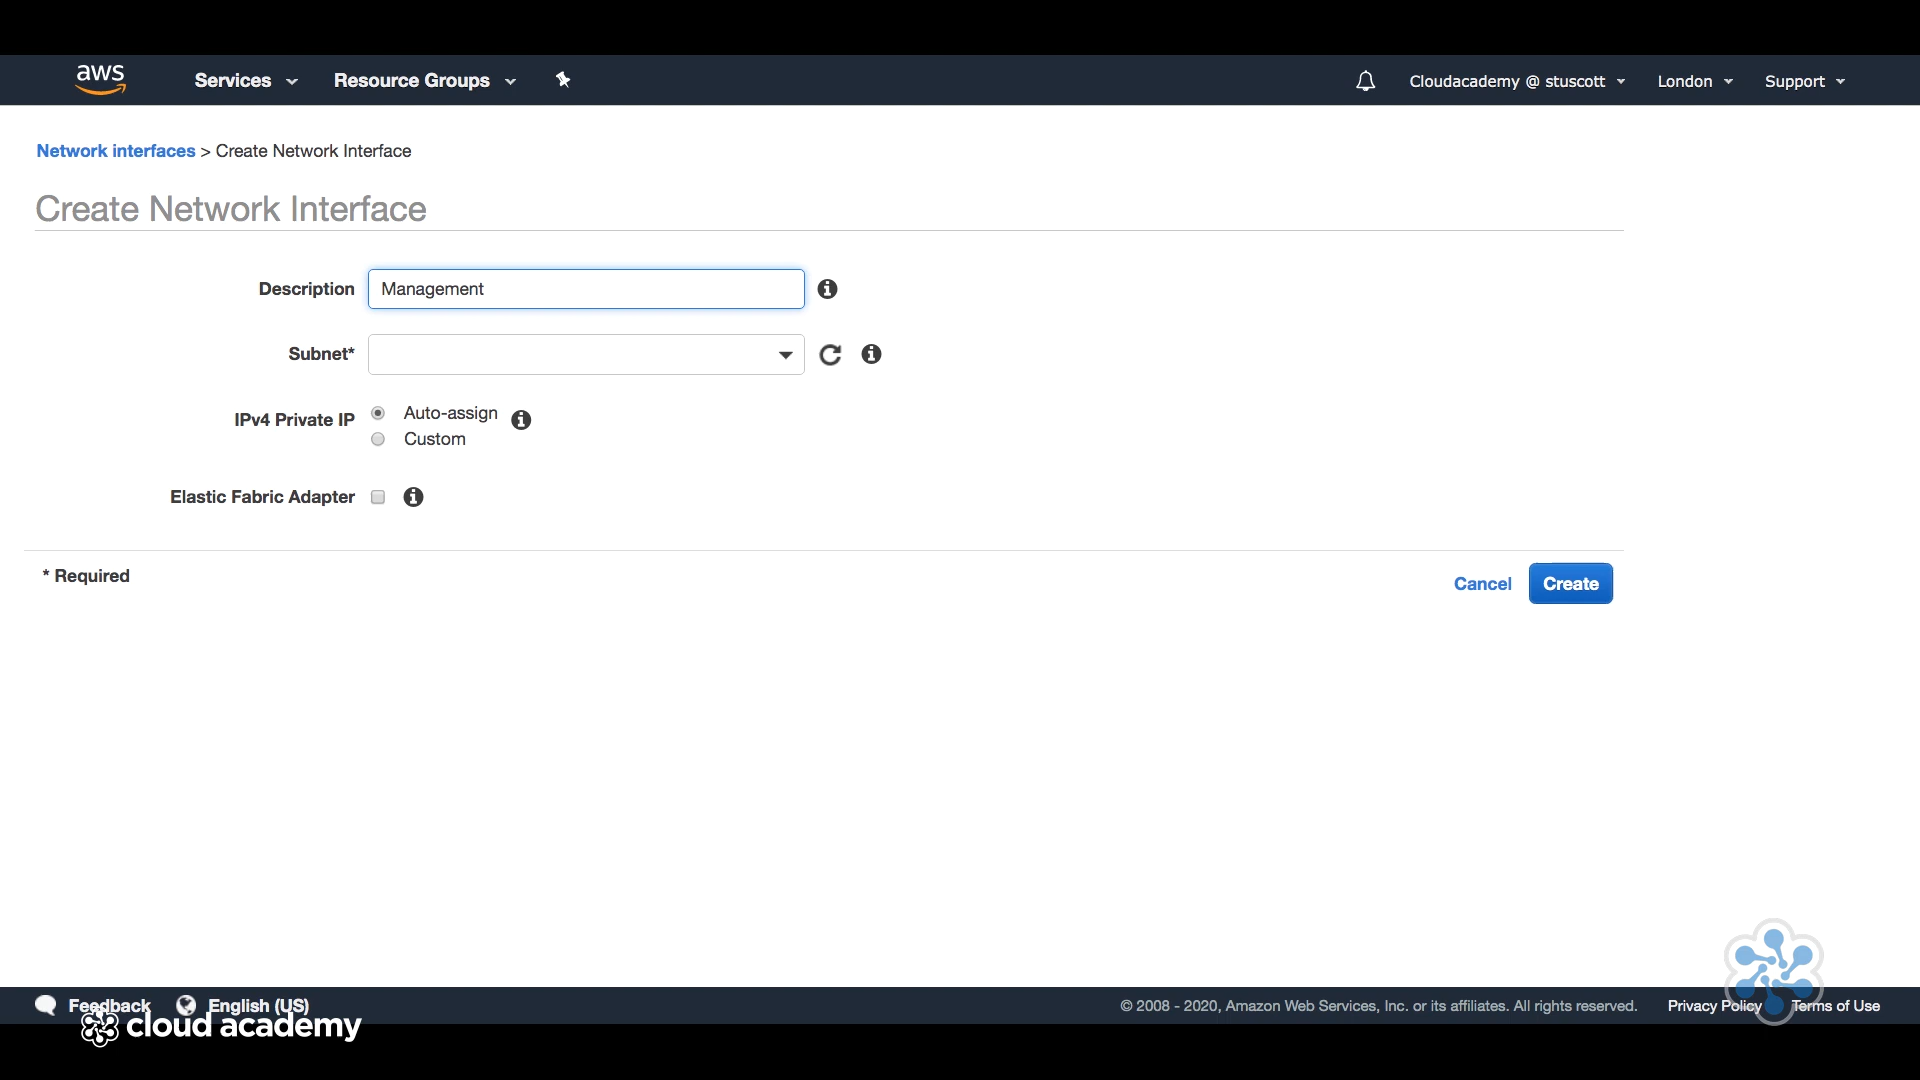 aws Services Resource Groups Cloudacademy @ stuscott London Support
Network interfaces > Create Network Interface
Create Network Interface
Description Management
Subnet*
IPv4 Private IP Auto-assign
Custom
Elastic Fabric Adapter
* Required
Cancel Create
Feedback English (US) © 2008 - 2020, Amazon Web Services, Inc. or its affiliates. All rights reserved. Privacy Policy Terms of Use
cloud academy